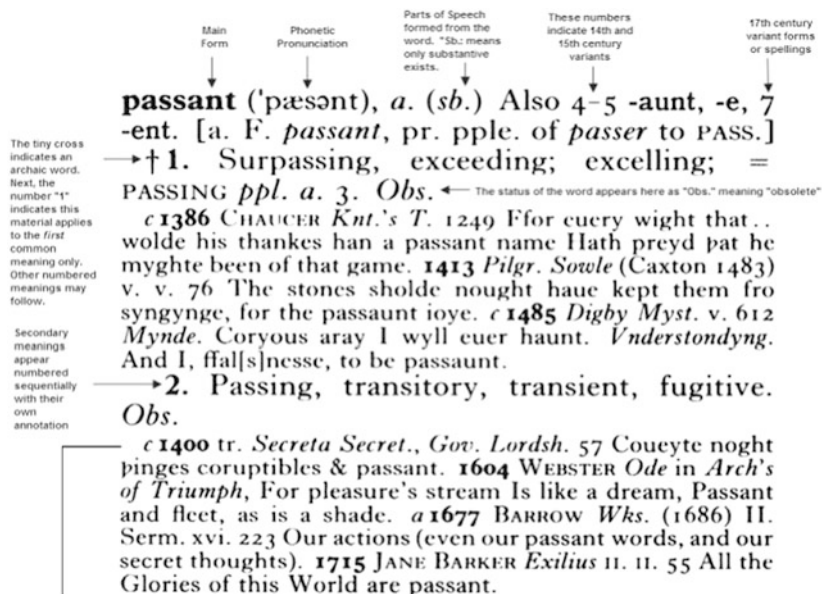 Main
Form
Phonetic
Pronunciation
Parts of Speech
formed from the
word. "Sb.: means
only substantive
exists.
These numbers
indicate 14th and
15th century
variants
17th century
variant forms
or spellings
passant ('pæsənt), a. (sb.) Also 4-5 -aunt, -e, 7
-ent. [a. F. passant, pr. pple. of passer to PASS.]
The tiny cross
indicates an
archaic word.
Next, the
number "1"
indicates this
material applies
to the first
common
meaning only.
Other numbered
meanings may
follow.
† 1. Surpassing, exceeding; excelling; =
PASSING ppl. a. 3. Obs.
The status of the word appears here as "Obs." meaning "obsolete"
c 1386 CHAUCER Knt.'s T. 1249 Ffor euery wight that..
wolde his thankes han a passant name Hath preyd þat he
myghte been of that game. 1413 Pilgr. Sowle (Caxton 1483)
v. v. 76 The stones sholde nought haue kept them fro
syngynge, for the passaunt ioye. c 1485 Digby Myst. v. 612
Mynde. Coryous aray I wyll euer haunt. Vnderstondyng.
And I, ffal[s]nesse, to be passaunt.
Secondary
meanings
appear
numbered
sequentially
with their
own
annotation
2. Passing, transitory, transient, fugitive.
Obs.
c 1400 tr. Secreta Secret., Gov. Lordsh. 57 Coueyte noght
þinges coruptibles & passant. 1604 WEBSTER Ode in Arch's
of Triumph, For pleasure's stream Is like a dream, Passant
and fleet, as is a shade. a 1677 BARROW Wks. (1686) II.
Serm. xvi. 223 Our actions (even our passant words, and our
secret thoughts). 1715 JANE BARKER Exilius II. II. 55 All the
Glories of this World are passant.